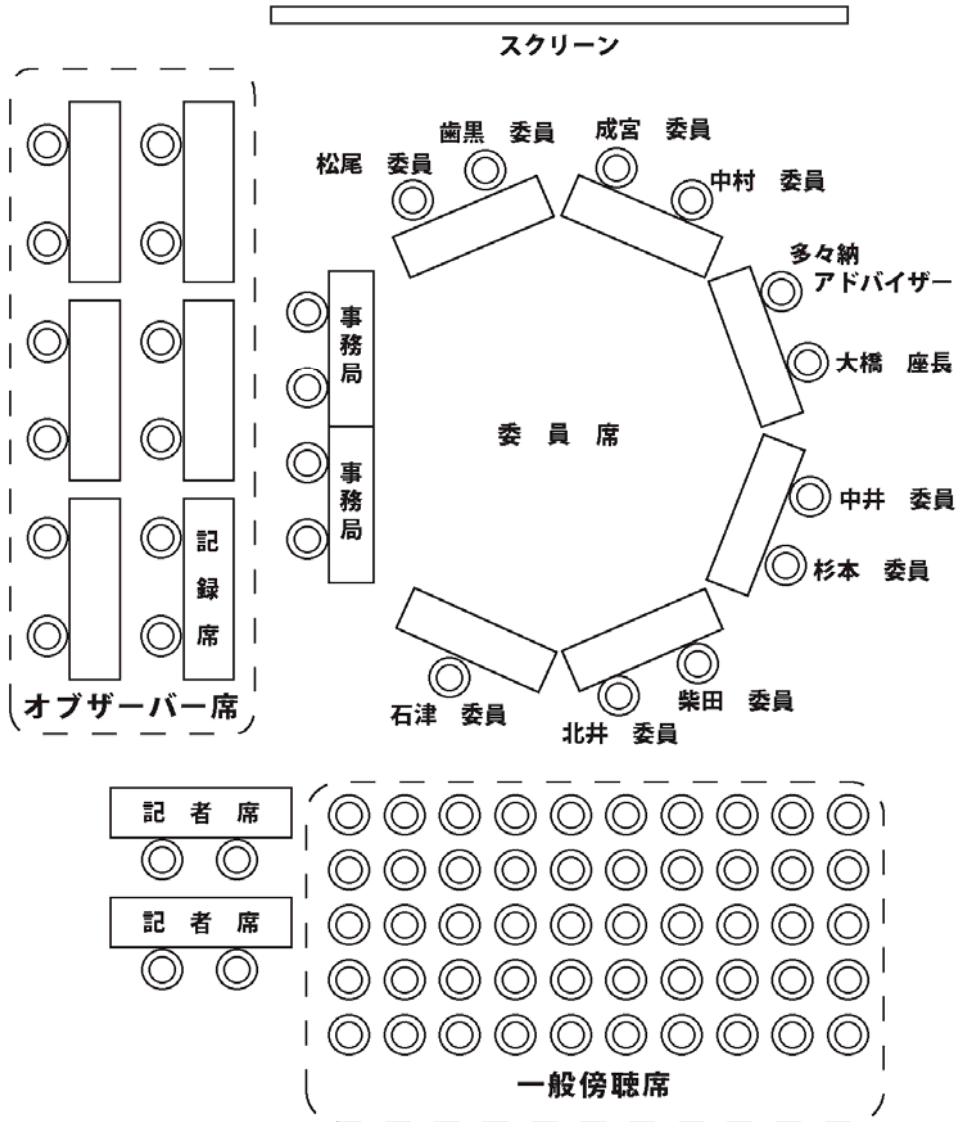 スクリーン
歯黒　委員
成宮　委員
松尾　委員
中村　委員
多々納
アドバイザー
大橋　座長
事務局
委　員　席
事務局
中井　委員
杉本　委員
記録席
オブザーバー席
石津　委員
北井　委員
柴田　委員
記　者　席
記　者　席
一般傍聴席